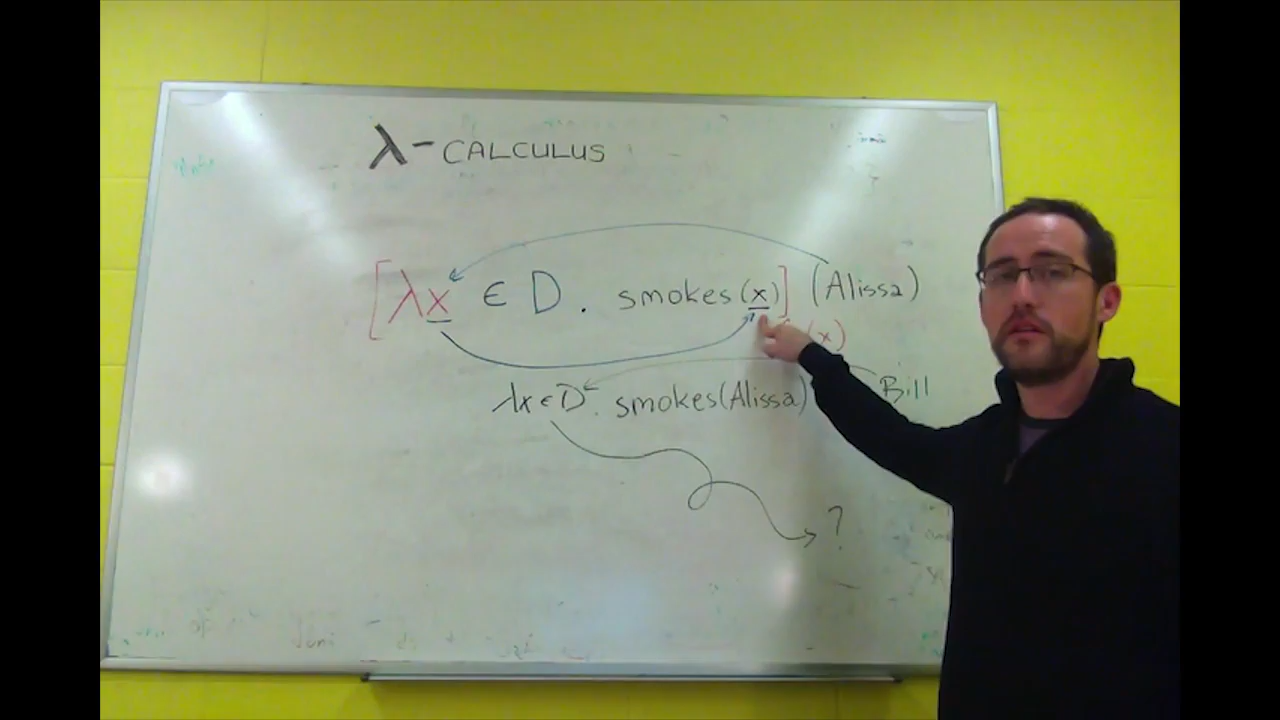 λ-CALCULUS
[λx ∈ D. smokes(x)] (Alissa)
(x)
λx∈D. smokes(Alissa) Bill
?